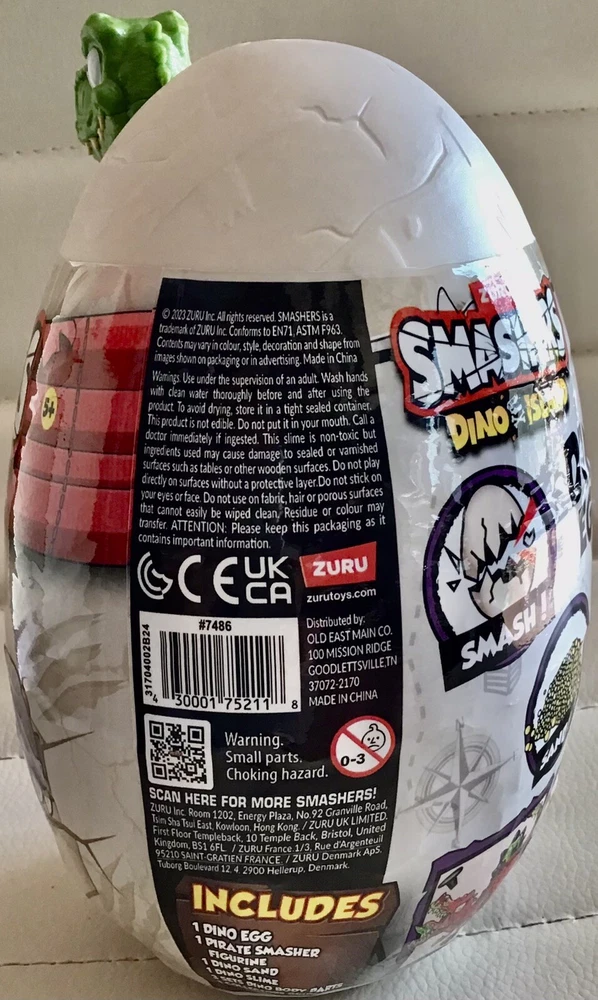 © 2023 ZURU Inc. All rights reserved. SMASHERS is a
trademark of ZURU Inc. Conforms to EN71, ASTM F963.
Contents may vary in colour, style, decoration and shape from
images shown on packaging or in advertising. Made in China
Warnings. Use under the supervision of an adult. Wash hands
with clean water thoroughly before and after using the
product. To avoid drying, store it in a tight sealed container.
This product is not edible. Do not put it in your mouth. Call a
doctor immediately if ingested. This slime is non-toxic but
ingredients used may cause damage to sealed or varnished
surfaces such as tables or other wooden surfaces. Do not play
directly on surfaces without a protective layer. Do not stick on
your eyes or face. Do not use on fabric, hair or porous surfaces
that cannot easily be wiped clean. Residue or colour may
transfer. ATTENTION: Please keep this packaging as it
contains important information.
5+
CE UK
CA
ZURU
zurutoys.com
#7486
31704002B24
4 30001 75211 8
Distributed by:
OLD EAST MAIN CO.
100 MISSION RIDGE
GOODLETTSVILLE,TN
37072-2170
MADE IN CHINA
Warning.
Small parts.
Choking hazard.
0-3
SCAN HERE FOR MORE SMASHERS!
ZURU Inc. Room 1202, Energy Plaza, No.92 Granville Road,
Tsim Sha Tsui East, Kowloon, Hong Kong. / ZURU UK LIMITED.
First Floor Templeback, 10 Temple Back, Bristol, United
Kingdom, BS1 6FL. / ZURU France.1/3, Rue d'Argenteuil
95210 SAINT-GRATIEN FRANCE. / ZURU Denmark ApS.
Tuborg Boulevard 12.4. 2900 Hellerup, Denmark.
INCLUDES
1 DINO EGG
1 PIRATE SMASHER
FIGURINE
1 DINO SAND
1 DINO SLIME
SETS DINO BODY PARTS
SMASHERS
DINO ISLAND
SMASH!